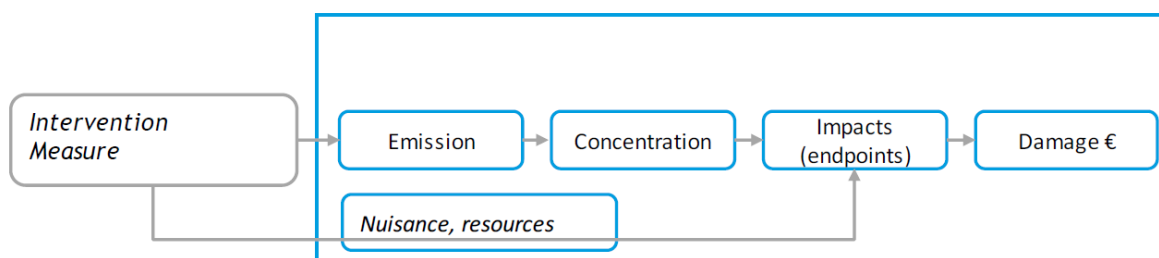 Intervention
Measure
Emission
Concentration
Impacts
(endpoints)
Damage €
Nuisance, resources